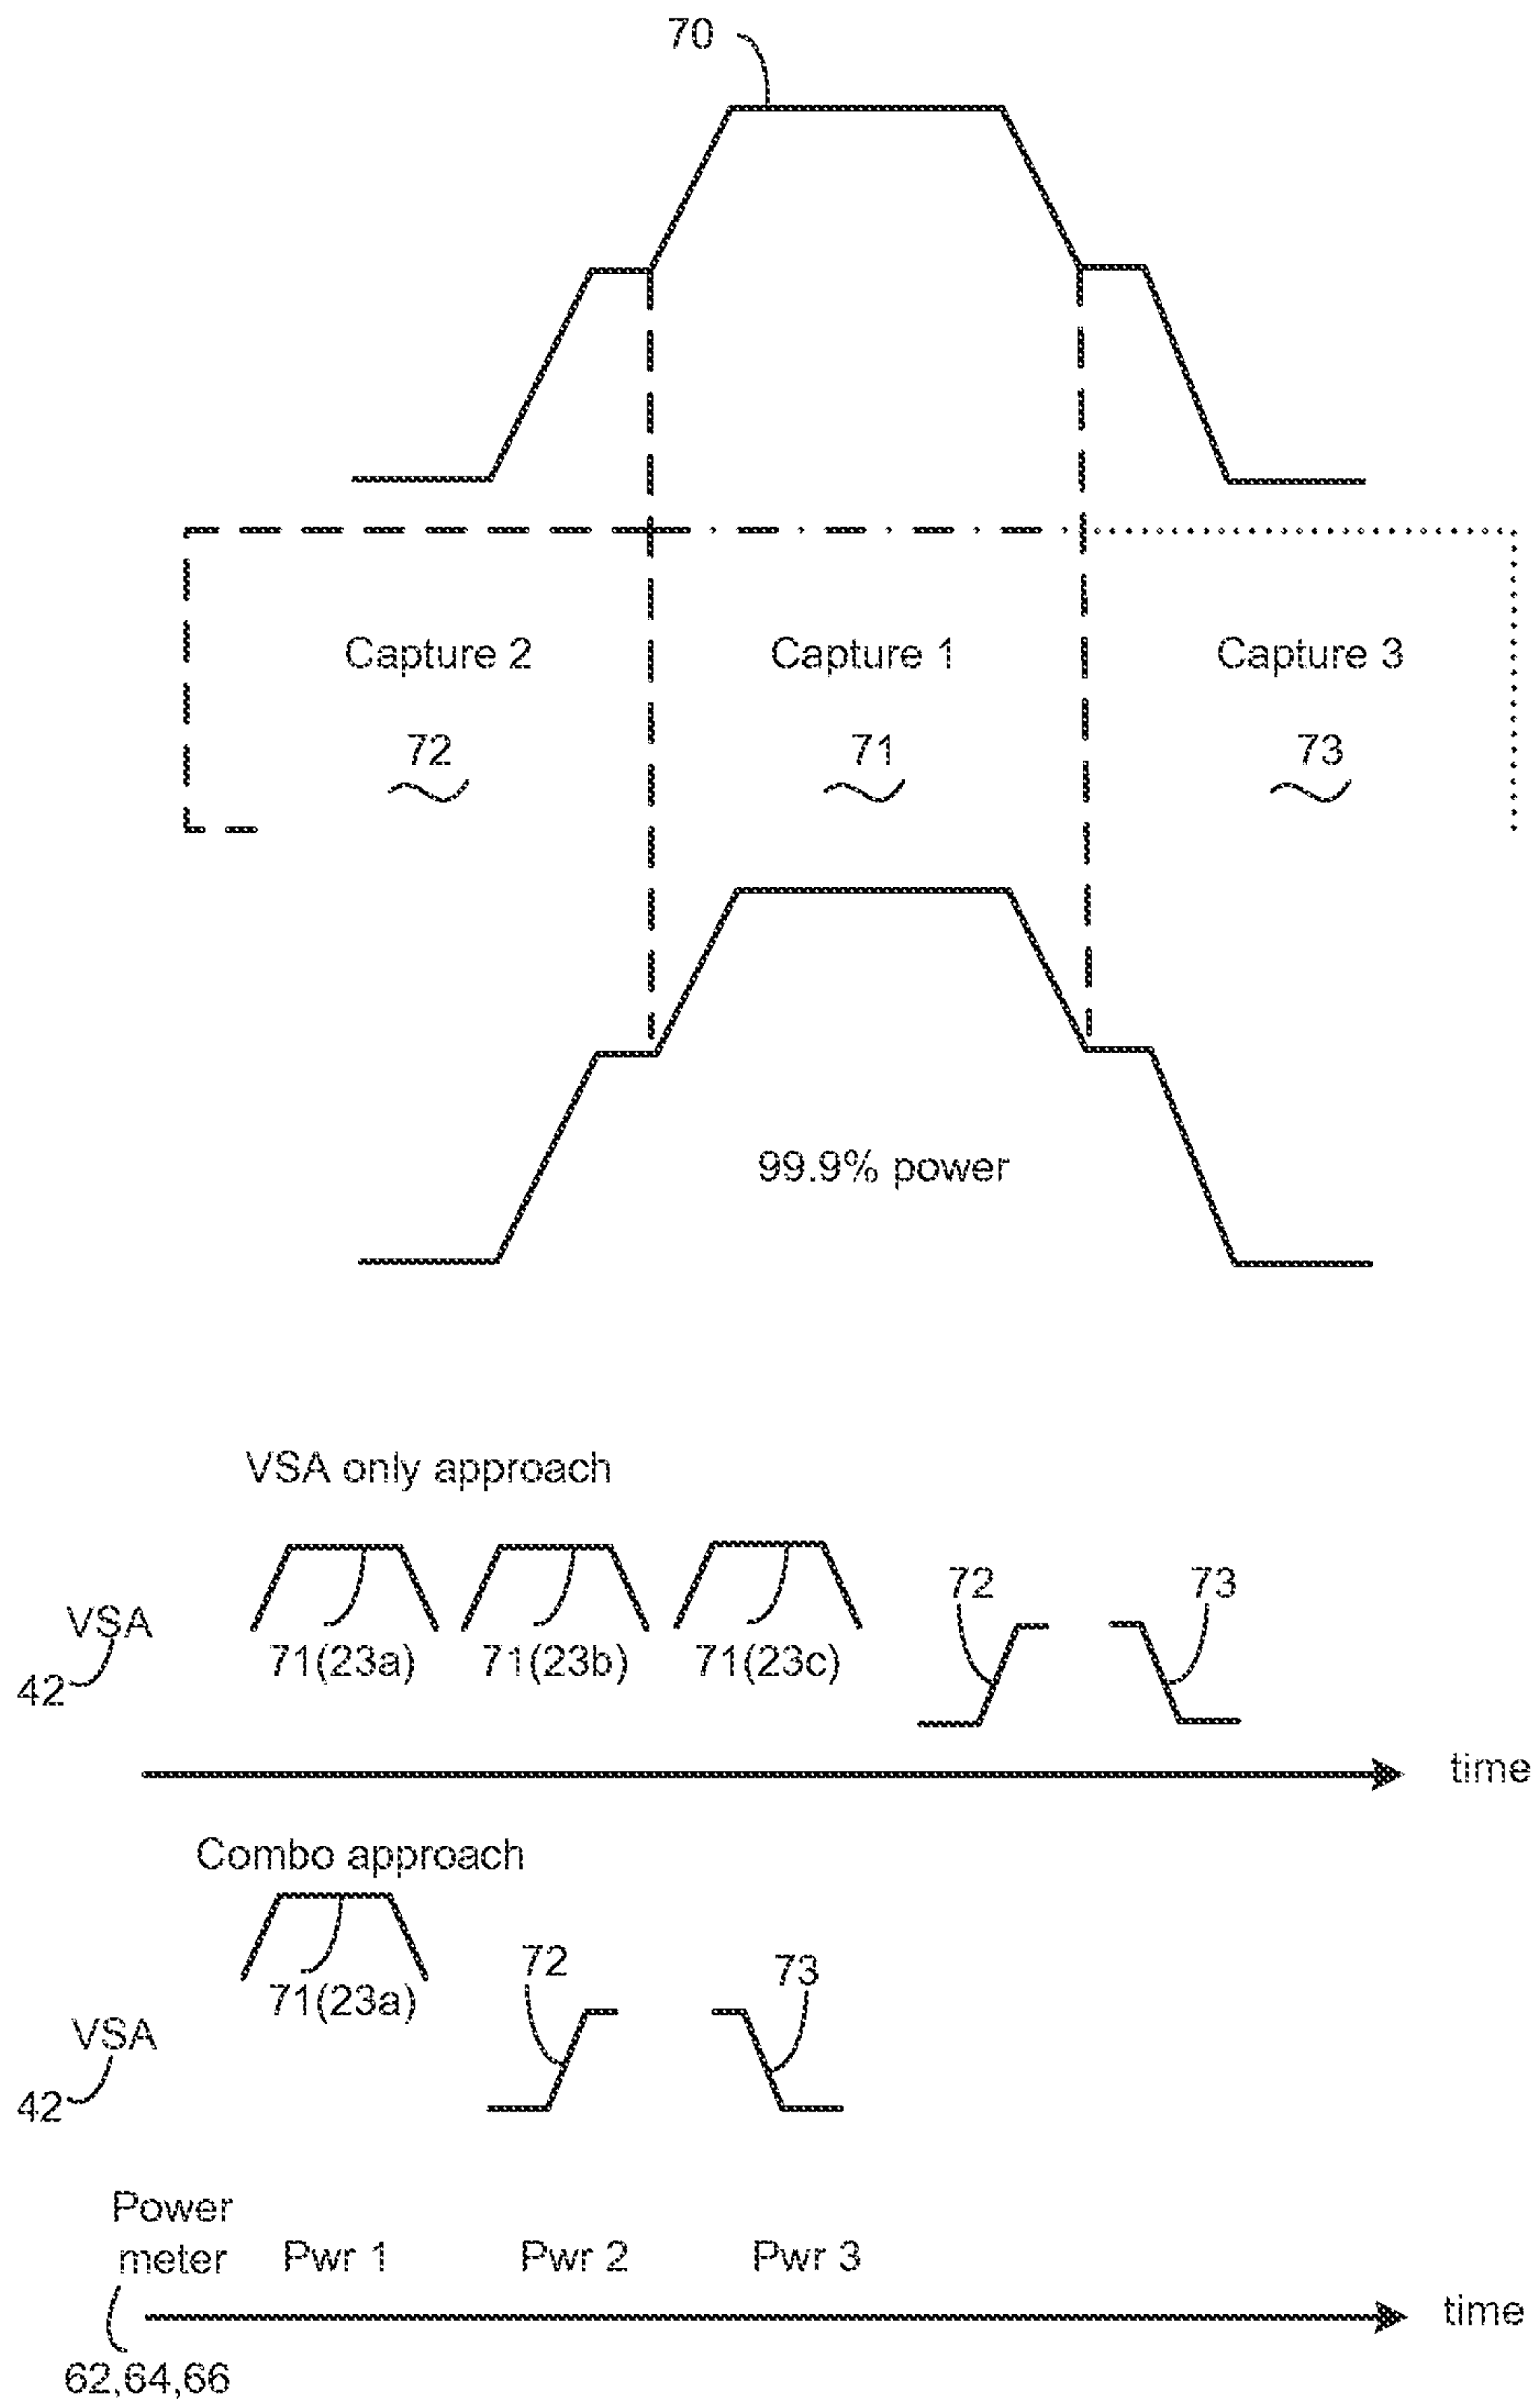 70
Capture 2 Capture 1 Capture 3
72 71 73
99.9% power
VSA only approach
72 73
VSA
71(23a) 71(23b) 71(23c)
42
time
Combo approach
72 73
71(23a)
VSA
42
Power
meter Pwr 1 Pwr 2 Pwr 3
time
62,64,66